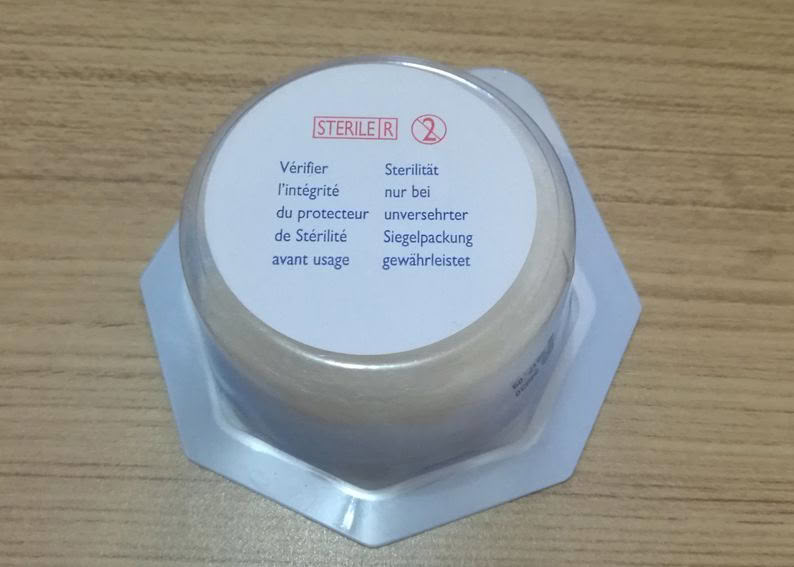 STERILE R 2
Vérifier
l'intégrité
du protecteur
de Stérilité
avant usage
Sterilität
nur bei
unversehrter
Siegelpackung
gewährleistet